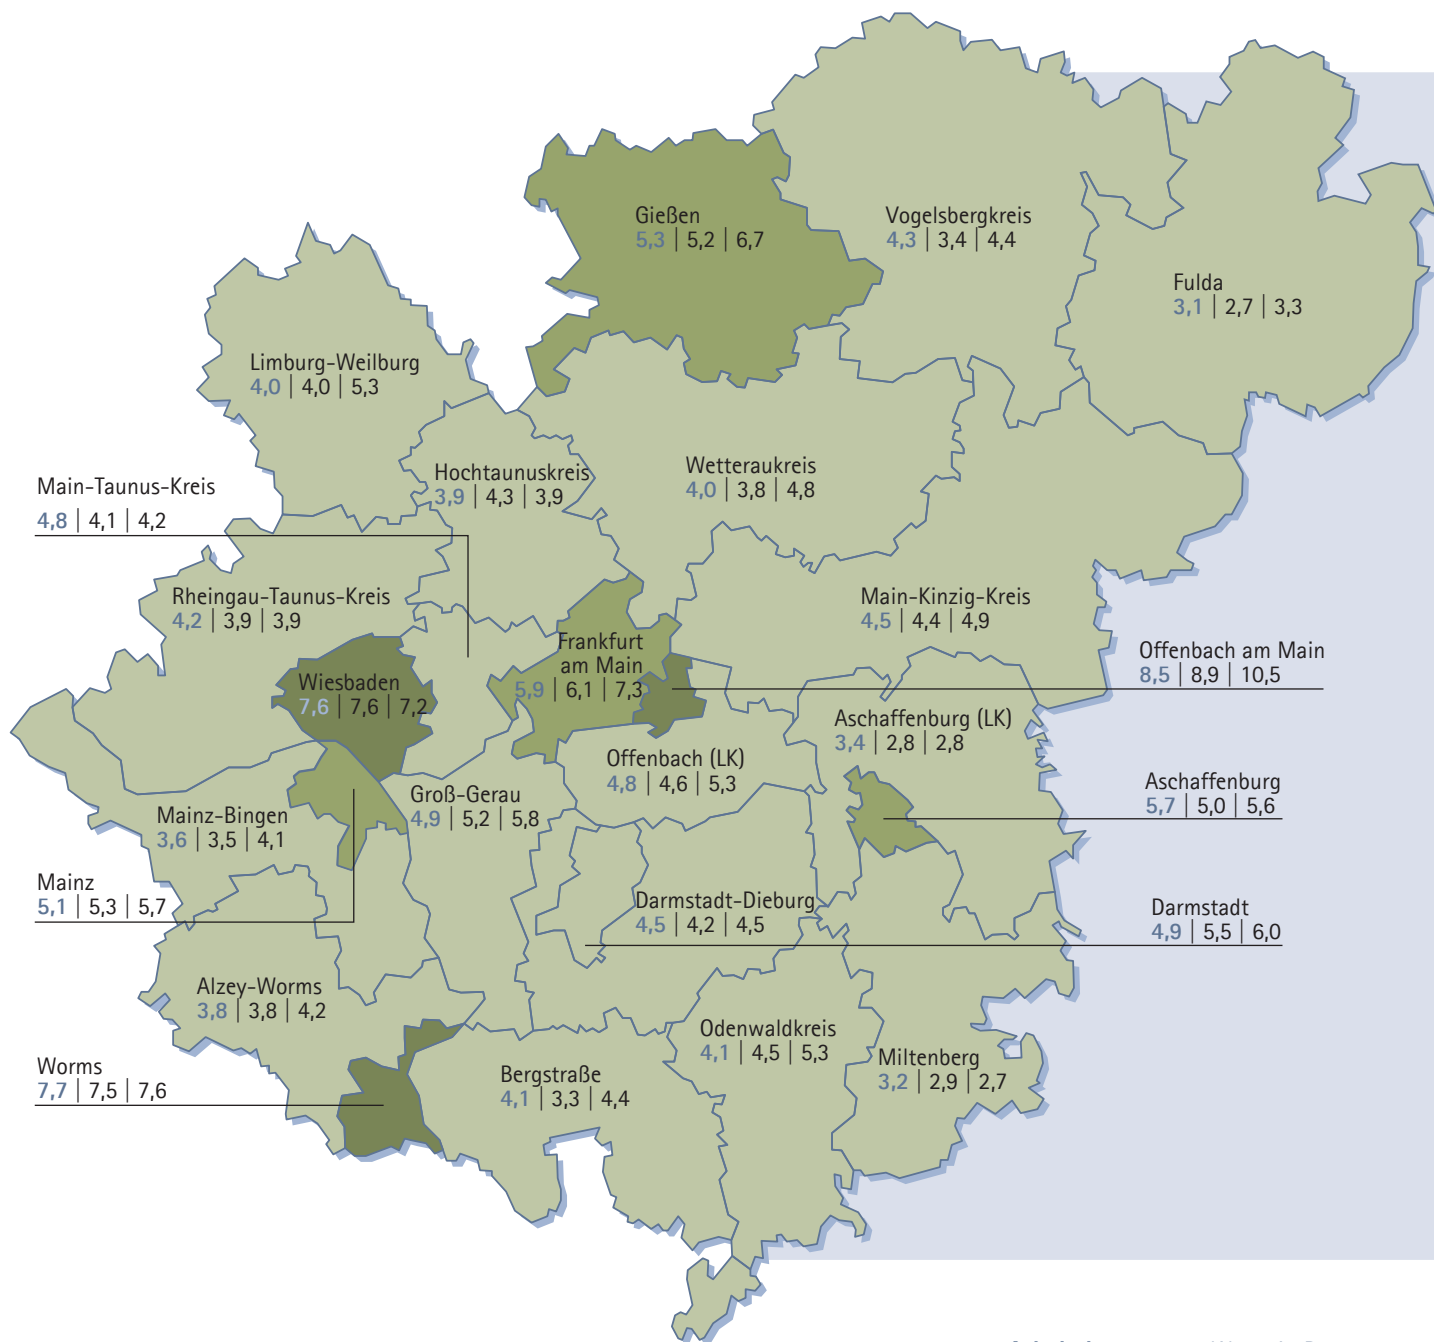 Gießen
5,3 | 5,2 | 6,7
Vogelsbergkreis
4,3 | 3,4 | 4,4
Fulda
3,1 | 2,7 | 3,3
Limburg-Weilburg
4,0 | 4,0 | 5,3
Hochtaunuskreis
3,9 | 4,3 | 3,9
Wetteraukreis
4,0 | 3,8 | 4,8
Main-Taunus-Kreis
4,8 | 4,1 | 4,2
Rheingau-Taunus-Kreis
4,2 | 3,9 | 3,9
Main-Kinzig-Kreis
4,5 | 4,4 | 4,9
Frankfurt
am Main
5,9 | 6,1 | 7,3
Offenbach am Main
8,5 | 8,9 | 10,5
Wiesbaden
7,6 | 7,6 | 7,2
Aschaffenburg (LK)
3,4 | 2,8 | 2,8
Offenbach (LK)
4,8 | 4,6 | 5,3
Aschaffenburg
5,7 | 5,0 | 5,6
Groß-Gerau
4,9 | 5,2 | 5,8
Mainz-Bingen
3,6 | 3,5 | 4,1
Mainz
5,1 | 5,3 | 5,7
Darmstadt-Dieburg
4,5 | 4,2 | 4,5
Darmstadt
4,9 | 5,5 | 6,0
Alzey-Worms
3,8 | 3,8 | 4,2
Odenwaldkreis
4,1 | 4,5 | 5,3
Miltenberg
3,2 | 2,9 | 2,7
Worms
7,7 | 7,5 | 7,6
Bergstraße
4,1 | 3,3 | 4,4